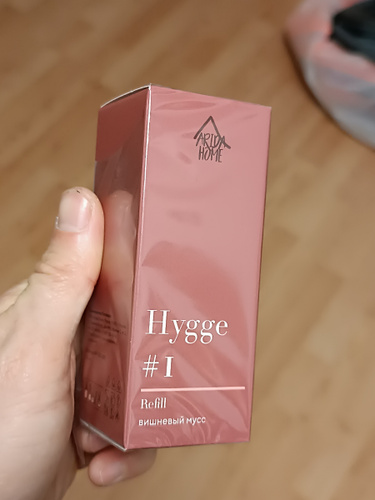 ARIDA
HOME
Hygge
#1
Refill
вишневый мусс